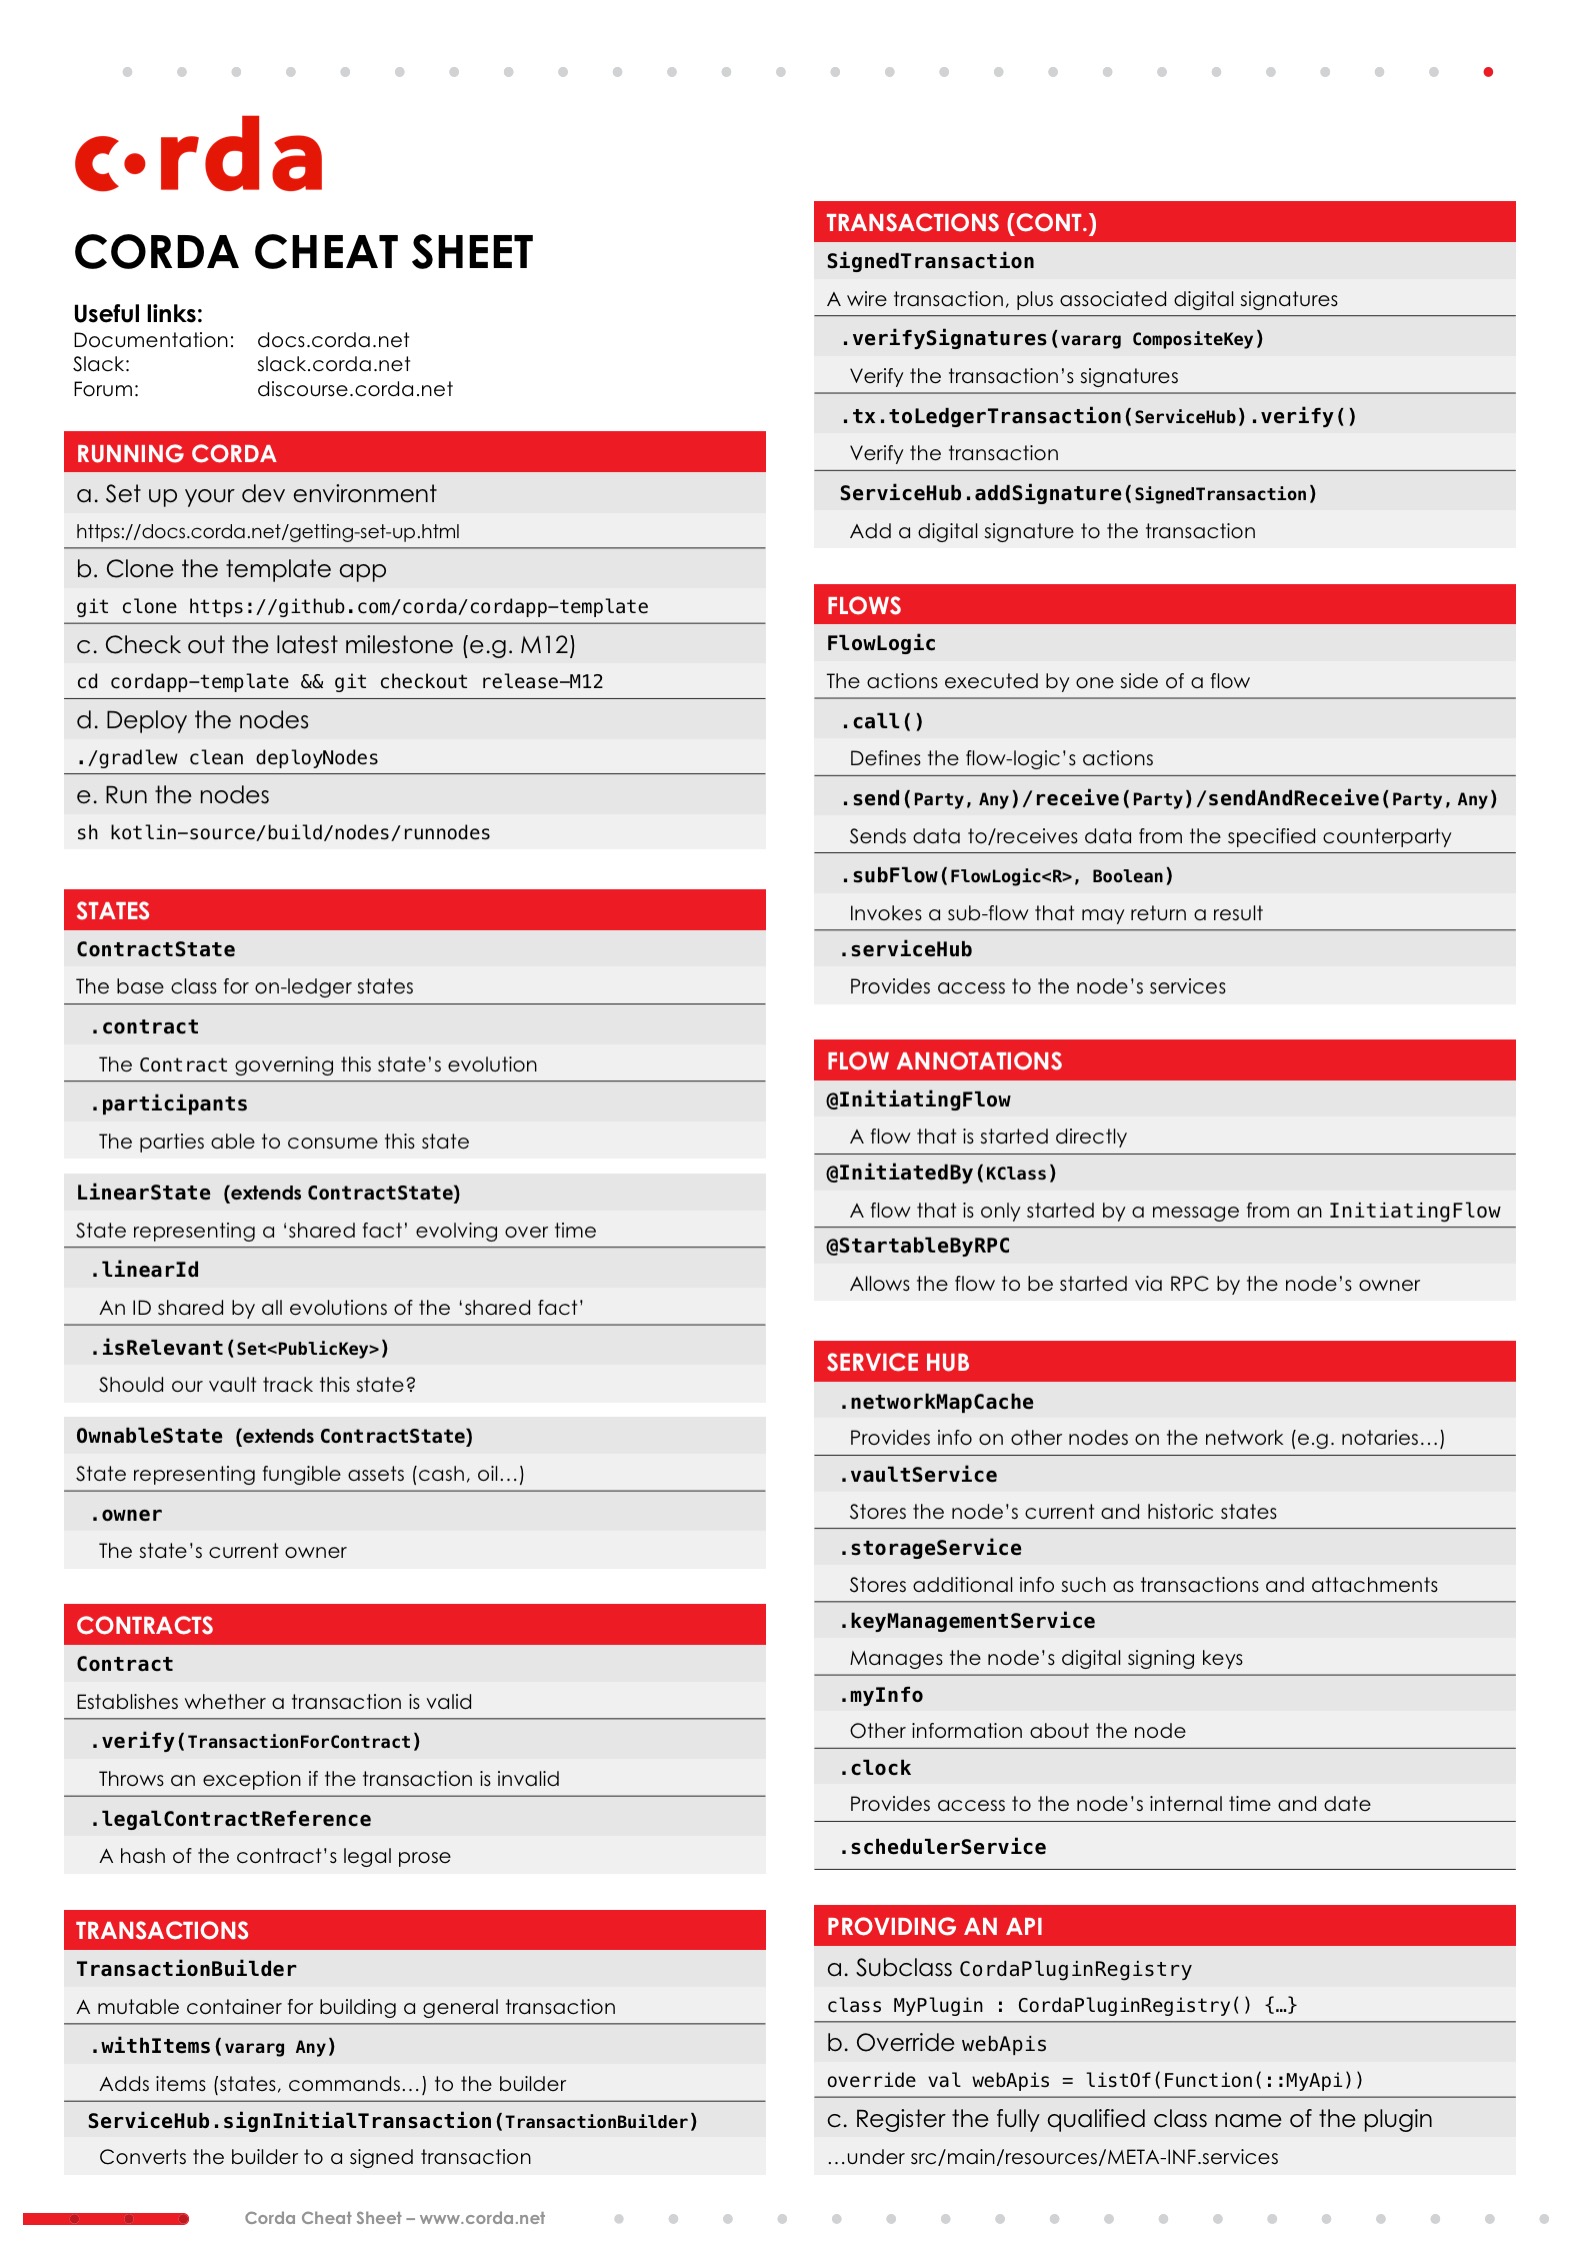 c·rda
CORDA CHEAT SHEET
Useful links:
Documentation: docs.corda.net
Slack: slack.corda.net
Forum: discourse.corda.net
RUNNING CORDA
a. Set up your dev environment
https://docs.corda.net/getting-set-up.html
b. Clone the template app
git clone https://github.com/corda/cordapp-template
c. Check out the latest milestone (e.g. M12)
cd cordapp-template && git checkout release-M12
d. Deploy the nodes
./gradlew clean deployNodes
e. Run the nodes
sh kotlin-source/build/nodes/runnodes
STATES
ContractState
The base class for on-ledger states
.contract
The Contract governing this state’s evolution
.participants
The parties able to consume this state
LinearState (extends ContractState)
State representing a ‘shared fact’ evolving over time
.linearId
An ID shared by all evolutions of the ‘shared fact’
.isRelevant(Set<PublicKey>)
Should our vault track this state?
OwnableState (extends ContractState)
State representing fungible assets (cash, oil…)
.owner
The state’s current owner
CONTRACTS
Contract
Establishes whether a transaction is valid
.verify(TransactionForContract)
Throws an exception if the transaction is invalid
.legalContractReference
A hash of the contract’s legal prose
TRANSACTIONS
TransactionBuilder
A mutable container for building a general transaction
.withItems(vararg Any)
Adds items (states, commands…) to the builder
ServiceHub.signInitialTransaction(TransactionBuilder)
Converts the builder to a signed transaction
TRANSACTIONS (CONT.)
SignedTransaction
A wire transaction, plus associated digital signatures
.verifySignatures(vararg CompositeKey)
Verify the transaction’s signatures
.tx.toLedgerTransaction(ServiceHub).verify()
Verify the transaction
ServiceHub.addSignature(SignedTransaction)
Add a digital signature to the transaction
FLOWS
FlowLogic
The actions executed by one side of a flow
.call()
Defines the flow-logic’s actions
.send(Party, Any)/receive(Party)/sendAndReceive(Party, Any)
Sends data to/receives data from the specified counterparty
.subFlow(FlowLogic<R>, Boolean)
Invokes a sub-flow that may return a result
.serviceHub
Provides access to the node’s services
FLOW ANNOTATIONS
@InitiatingFlow
A flow that is started directly
@InitiatedBy(KClass)
A flow that is only started by a message from an InitiatingFlow
@StartableByRPC
Allows the flow to be started via RPC by the node’s owner
SERVICE HUB
.networkMapCache
Provides info on other nodes on the network (e.g. notaries…)
.vaultService
Stores the node’s current and historic states
.storageService
Stores additional info such as transactions and attachments
.keyManagementService
Manages the node’s digital signing keys
.myInfo
Other information about the node
.clock
Provides access to the node’s internal time and date
.schedulerService
PROVIDING AN API
a. Subclass CordaPluginRegistry
class MyPlugin : CordaPluginRegistry() {…}
b. Override webApis
override val webApis = listOf(Function(::MyApi))
c. Register the fully qualified class name of the plugin
…under src/main/resources/META-INF.services
Corda Cheat Sheet – www.corda.net